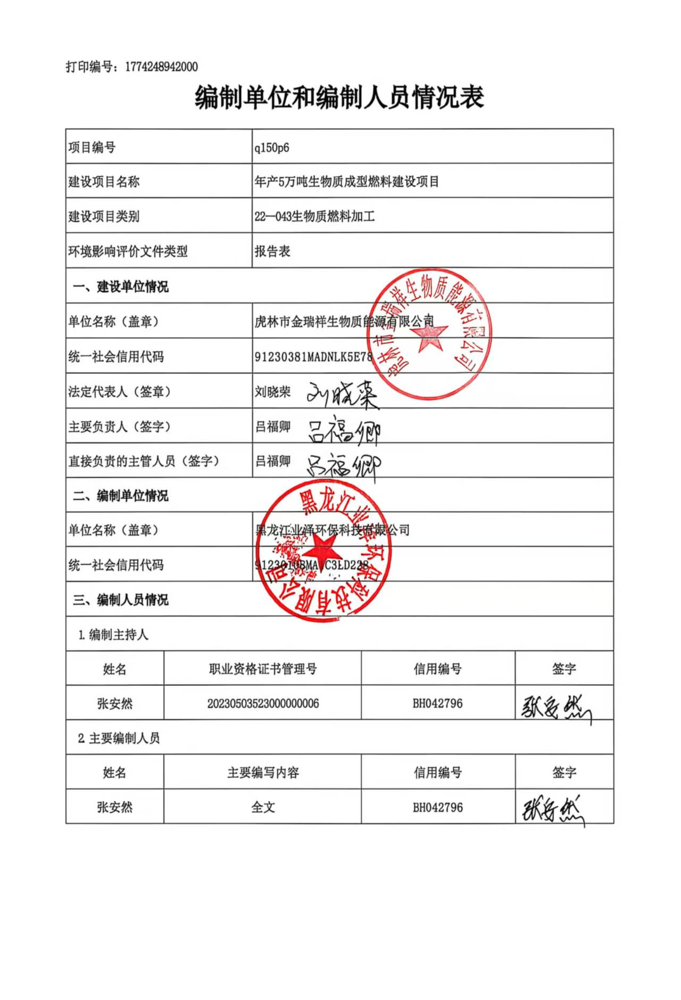 打印编号：1774248942000
编制单位和编制人员情况表
项目编号 q150p6
建设项目名称 年产5万吨生物质成型燃料建设项目
建设项目类别 22—043生物质燃料加工
环境影响评价文件类型 报告表
一、建设单位情况
单位名称（盖章） 虎林市金瑞祥生物质能源有限公司
虎林市金瑞祥生物质能源有限公司
统一社会信用代码 91230381MADNLK5E78
法定代表人（签章） 刘晓荣 刘晓荣
主要负责人（签字） 吕福卿 吕福卿
直接负责的主管人员（签字） 吕福卿 吕福卿
二、编制单位情况
单位名称（盖章） 黑龙江业泽环保科技有限公司
黑龙江业泽环保科技有限公司
统一社会信用代码 91230108MA1C3LD228
三、编制人员情况
1.编制主持人
姓名 职业资格证书管理号 信用编号 签字
张安然 20230503523000000006 BH042796 张安然
2.主要编制人员
姓名 主要编写内容 信用编号 签字
张安然 全文 BH042796 张安然